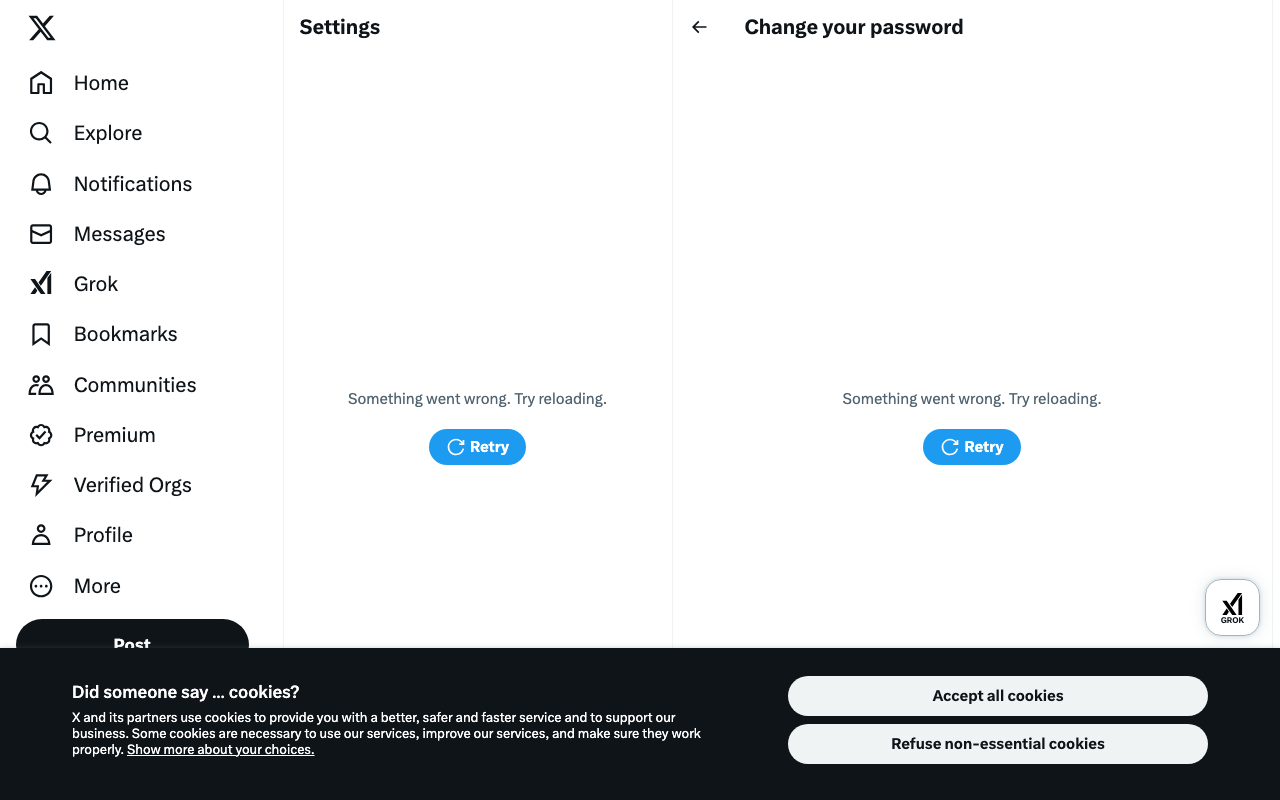 Home
Explore
Notifications
Messages
Grok
Bookmarks
Communities
Premium
Verified Orgs
Profile
More
Post
Settings
Something went wrong. Try reloading.
Retry
Change your password
Something went wrong. Try reloading.
Retry
GROK
Did someone say … cookies?
X and its partners use cookies to provide you with a better, safer and faster service and to support our
business. Some cookies are necessary to use our services, improve our services, and make sure they work
properly. Show more about your choices.
Accept all cookies
Refuse non-essential cookies